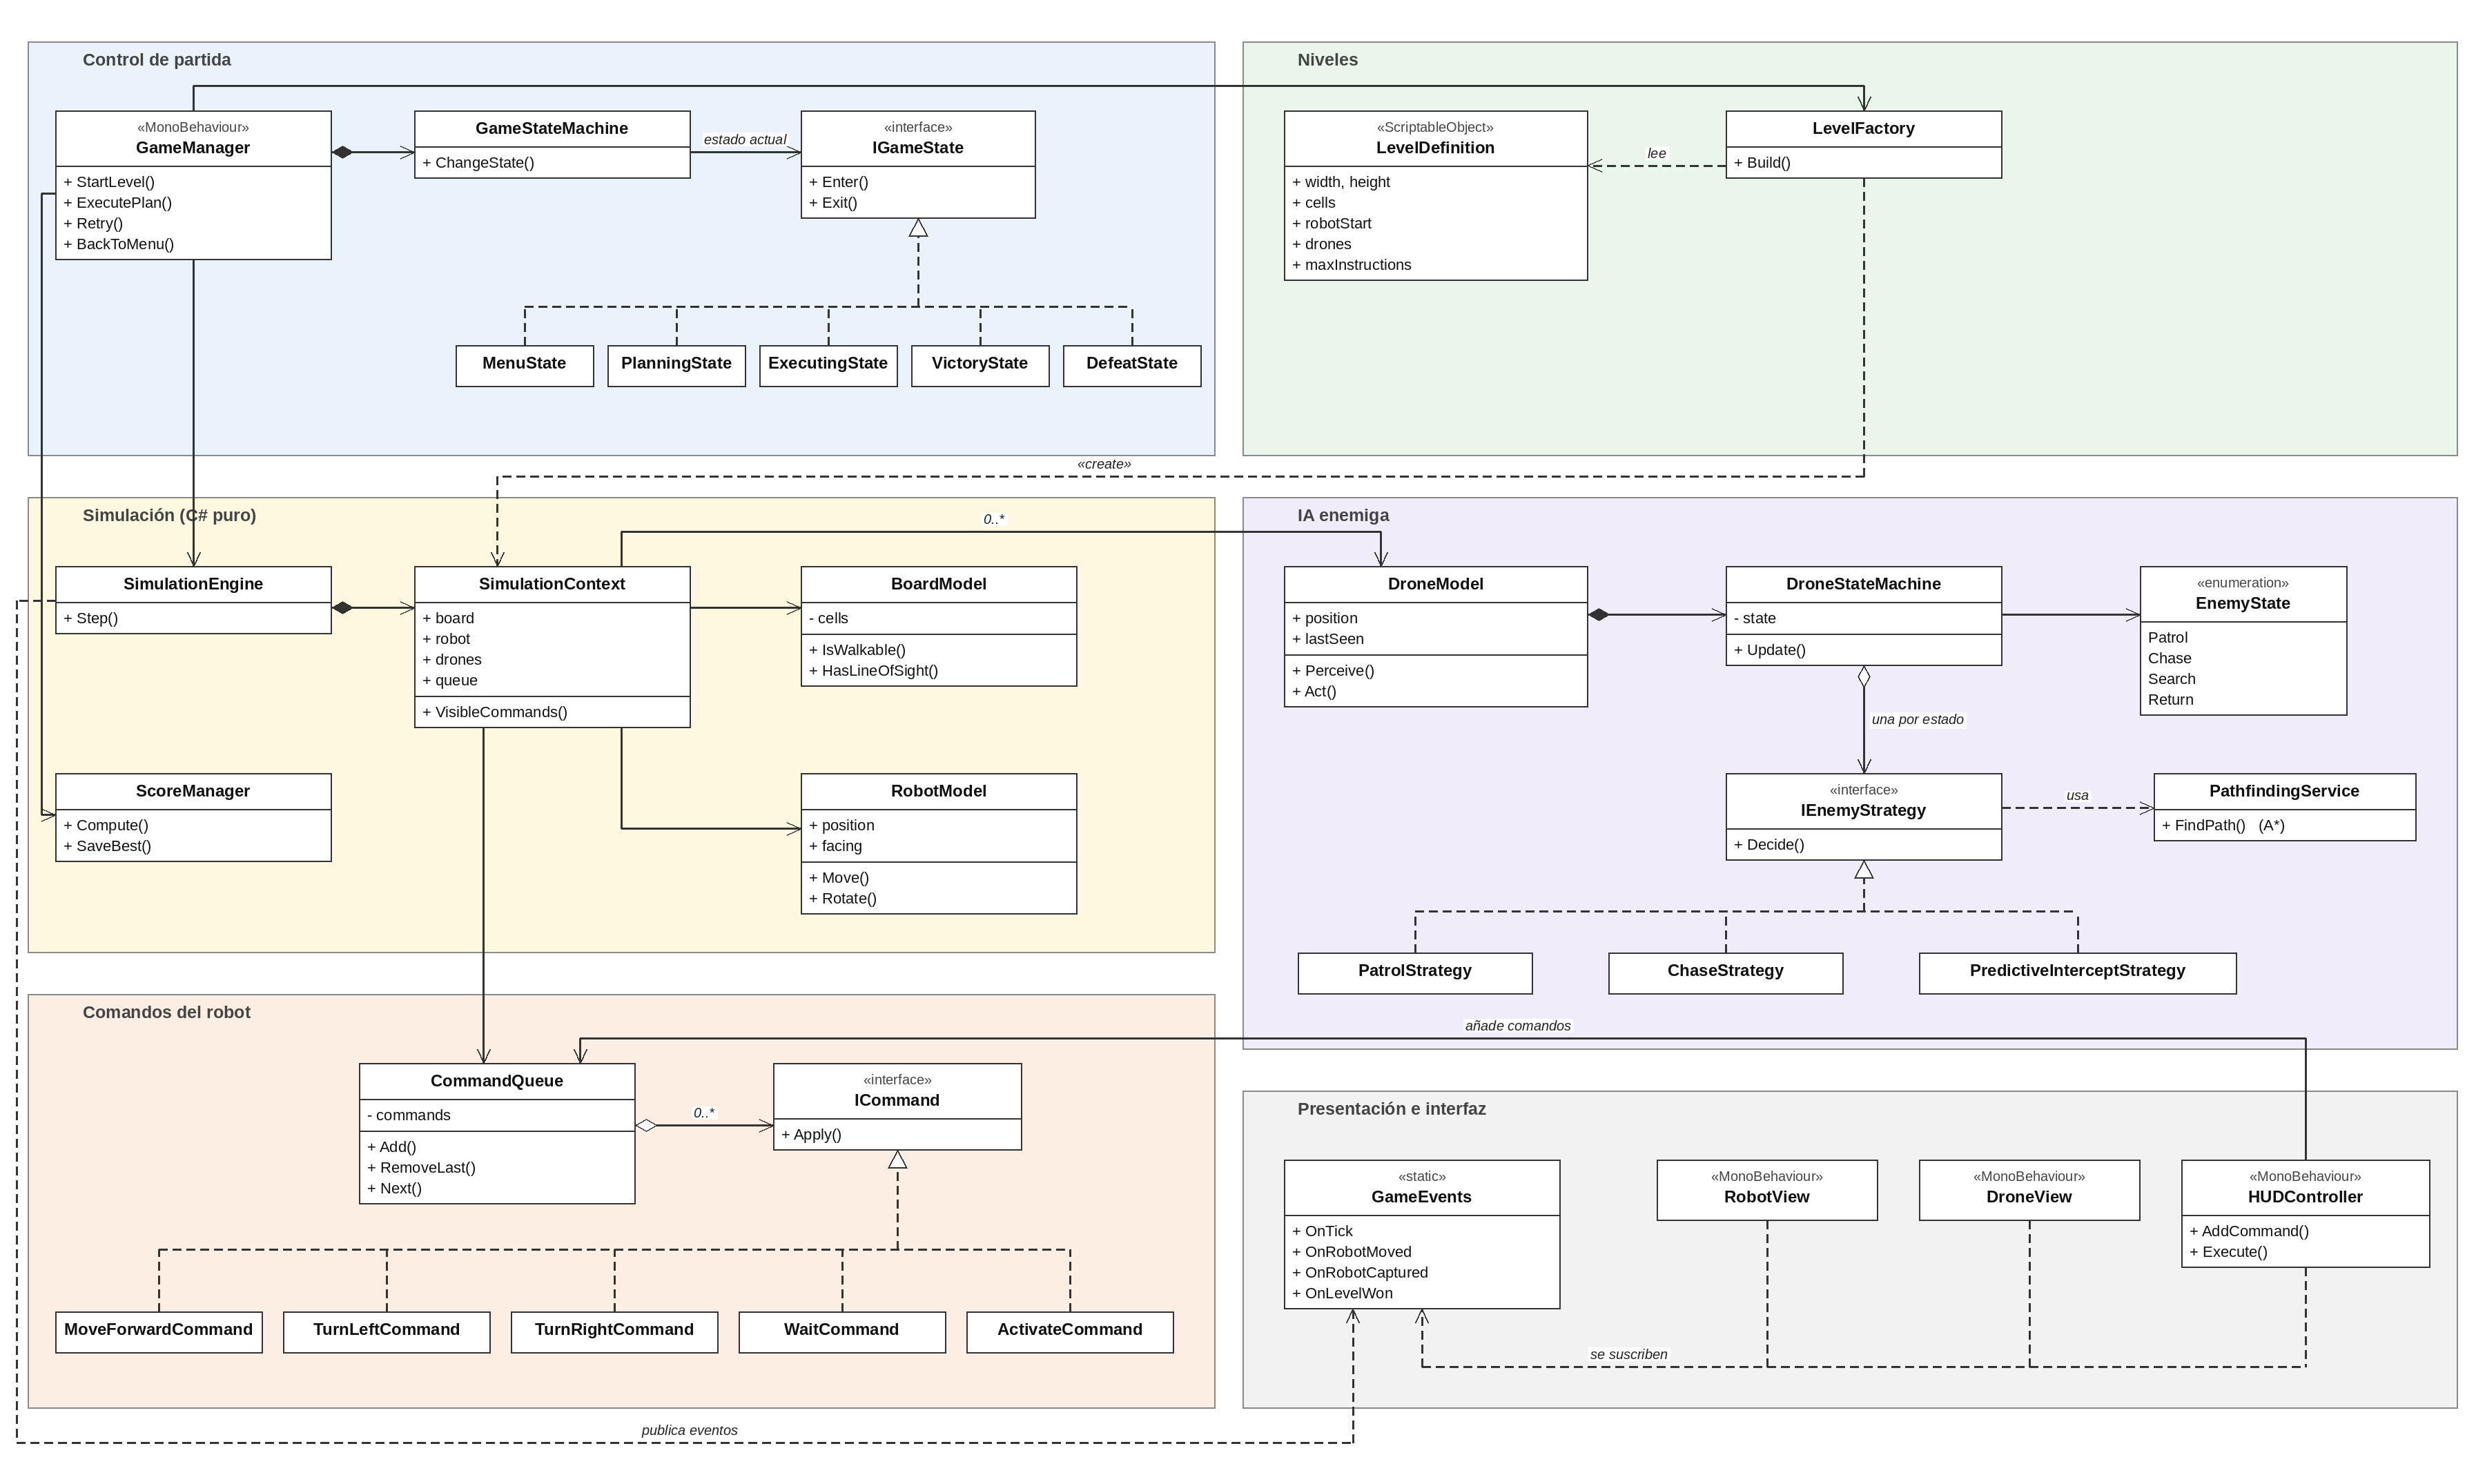 Control de partida
«MonoBehaviour»
GameManager
+ StartLevel()
+ ExecutePlan()
+ Retry()
+ BackToMenu()
GameStateMachine
+ ChangeState()
estado actual
«interface»
IGameState
+ Enter()
+ Exit()
MenuState
PlanningState
ExecutingState
VictoryState
DefeatState
Niveles
«ScriptableObject»
LevelDefinition
+ width, height
+ cells
+ robotStart
+ drones
+ maxInstructions
lee
LevelFactory
+ Build()
«create»
Simulación (C# puro)
SimulationEngine
+ Step()
SimulationContext
+ board
+ robot
+ drones
+ queue
+ VisibleCommands()
0..*
BoardModel
- cells
+ IsWalkable()
+ HasLineOfSight()
ScoreManager
+ Compute()
+ SaveBest()
RobotModel
+ position
+ facing
+ Move()
+ Rotate()
IA enemiga
DroneModel
+ position
+ lastSeen
+ Perceive()
+ Act()
DroneStateMachine
- state
+ Update()
«enumeration»
EnemyState
Patrol
Chase
Search
Return
una por estado
«interface»
IEnemyStrategy
+ Decide()
usa
PathfindingService
+ FindPath() (A*)
PatrolStrategy
ChaseStrategy
PredictiveInterceptStrategy
añade comandos
Comandos del robot
CommandQueue
- commands
+ Add()
+ RemoveLast()
+ Next()
0..*
«interface»
ICommand
+ Apply()
MoveForwardCommand
TurnLeftCommand
TurnRightCommand
WaitCommand
ActivateCommand
Presentación e interfaz
«static»
GameEvents
+ OnTick
+ OnRobotMoved
+ OnRobotCaptured
+ OnLevelWon
«MonoBehaviour»
RobotView
«MonoBehaviour»
DroneView
«MonoBehaviour»
HUDController
+ AddCommand()
+ Execute()
se suscriben
publica eventos